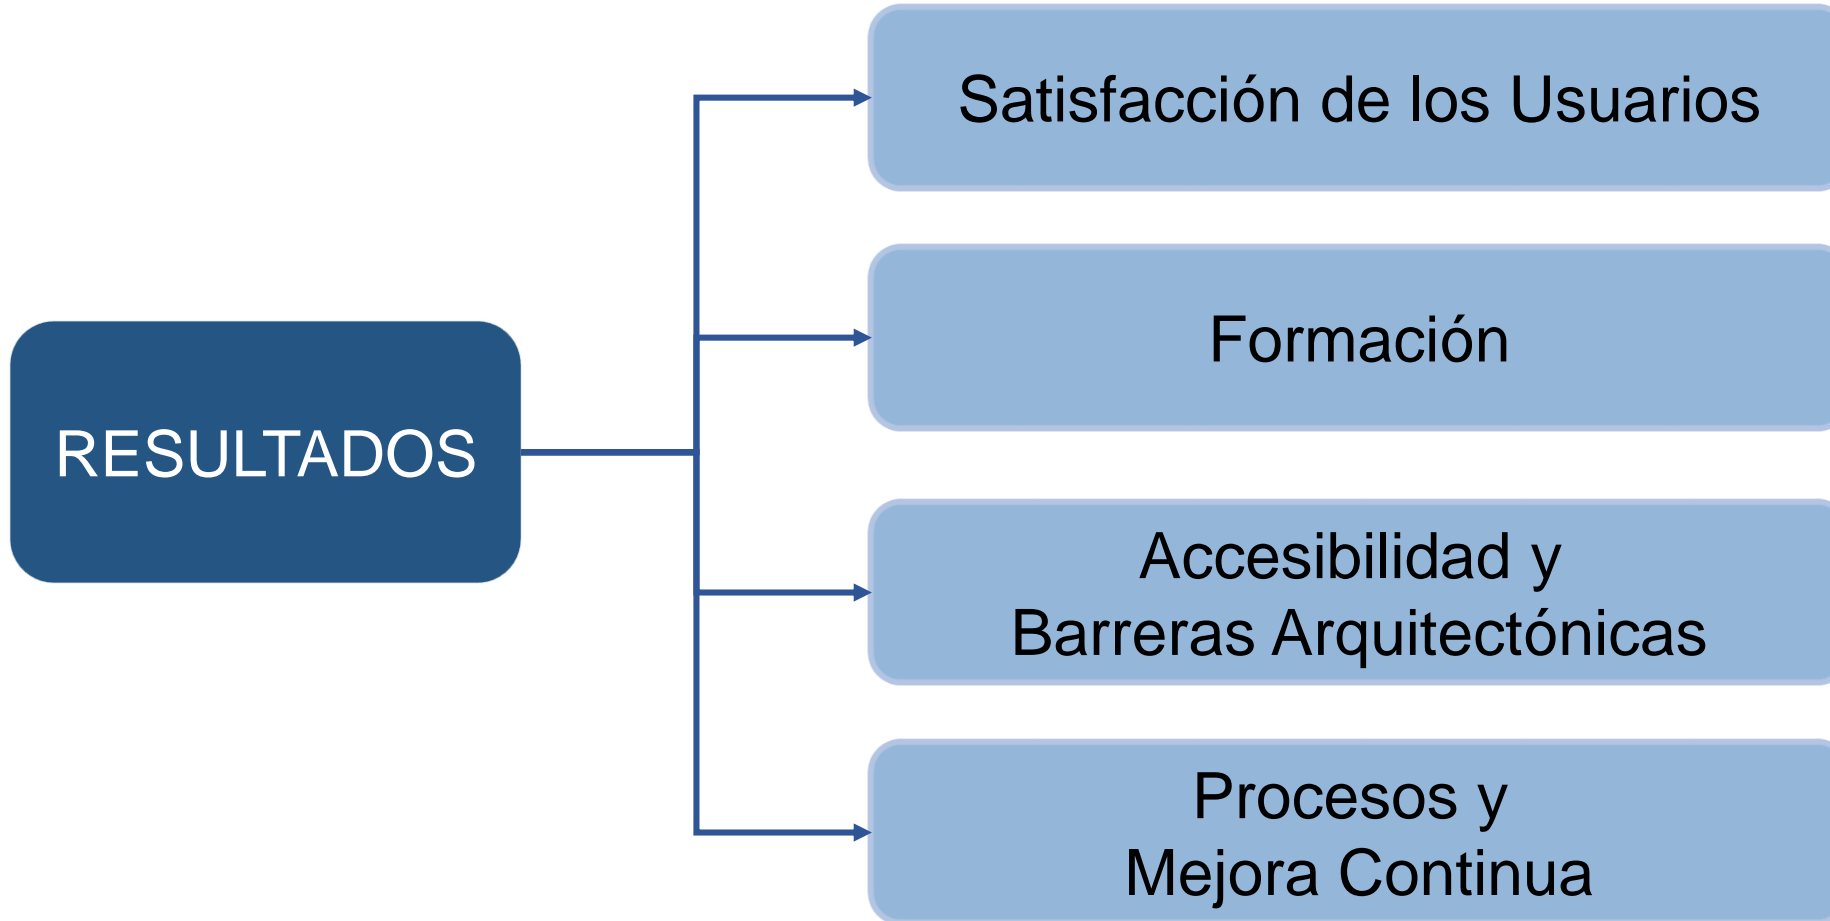 RESULTADOS
Satisfacción de los Usuarios
Formación
Accesibilidad y
Barreras Arquitectónicas
Procesos y
Mejora Continua